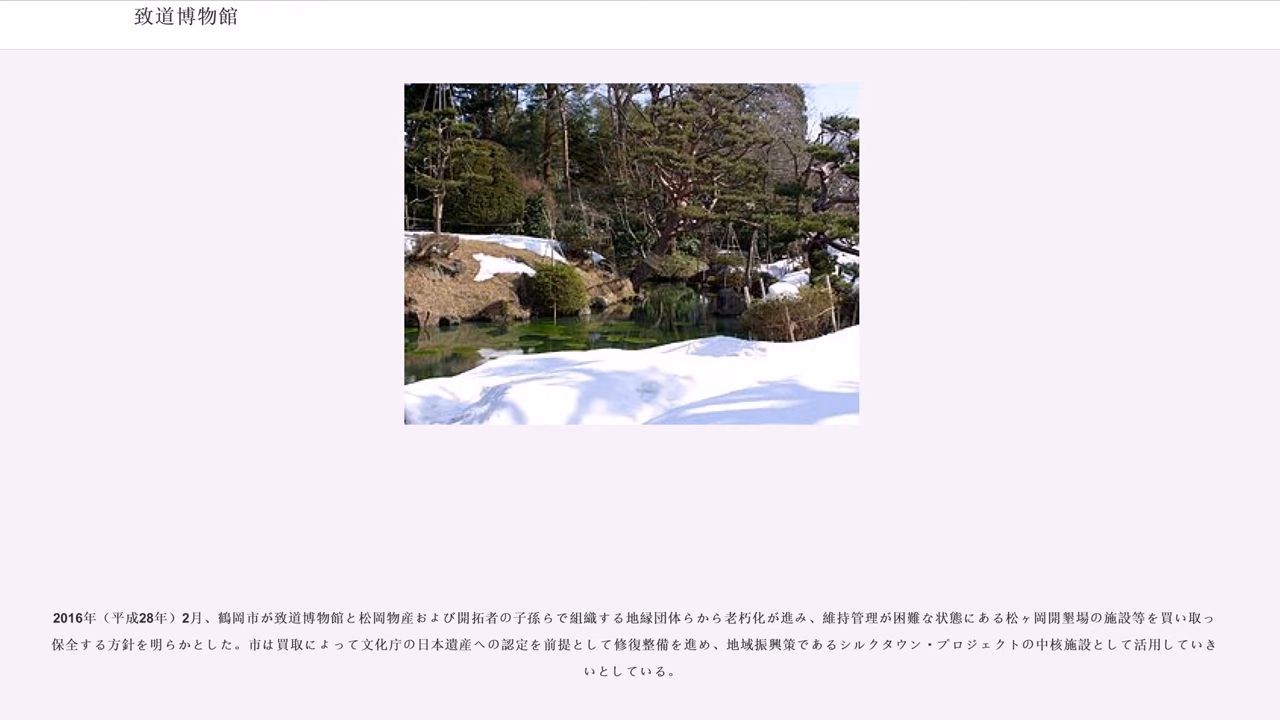 致道博物館
2016年（平成28年）2月、鶴岡市が致道博物館と松岡物産および開拓者の子孫らで組織する地縁団体らから老朽化が進み、維持管理が困難な状態にある松ヶ岡開墾場の施設等を買い取っ
保全する方針を明らかとした。市は買取によって文化庁の日本遺産への認定を前提として修復整備を進め、地域振興策であるシルクタウン・プロジェクトの中核施設として活用していき
いとしている。